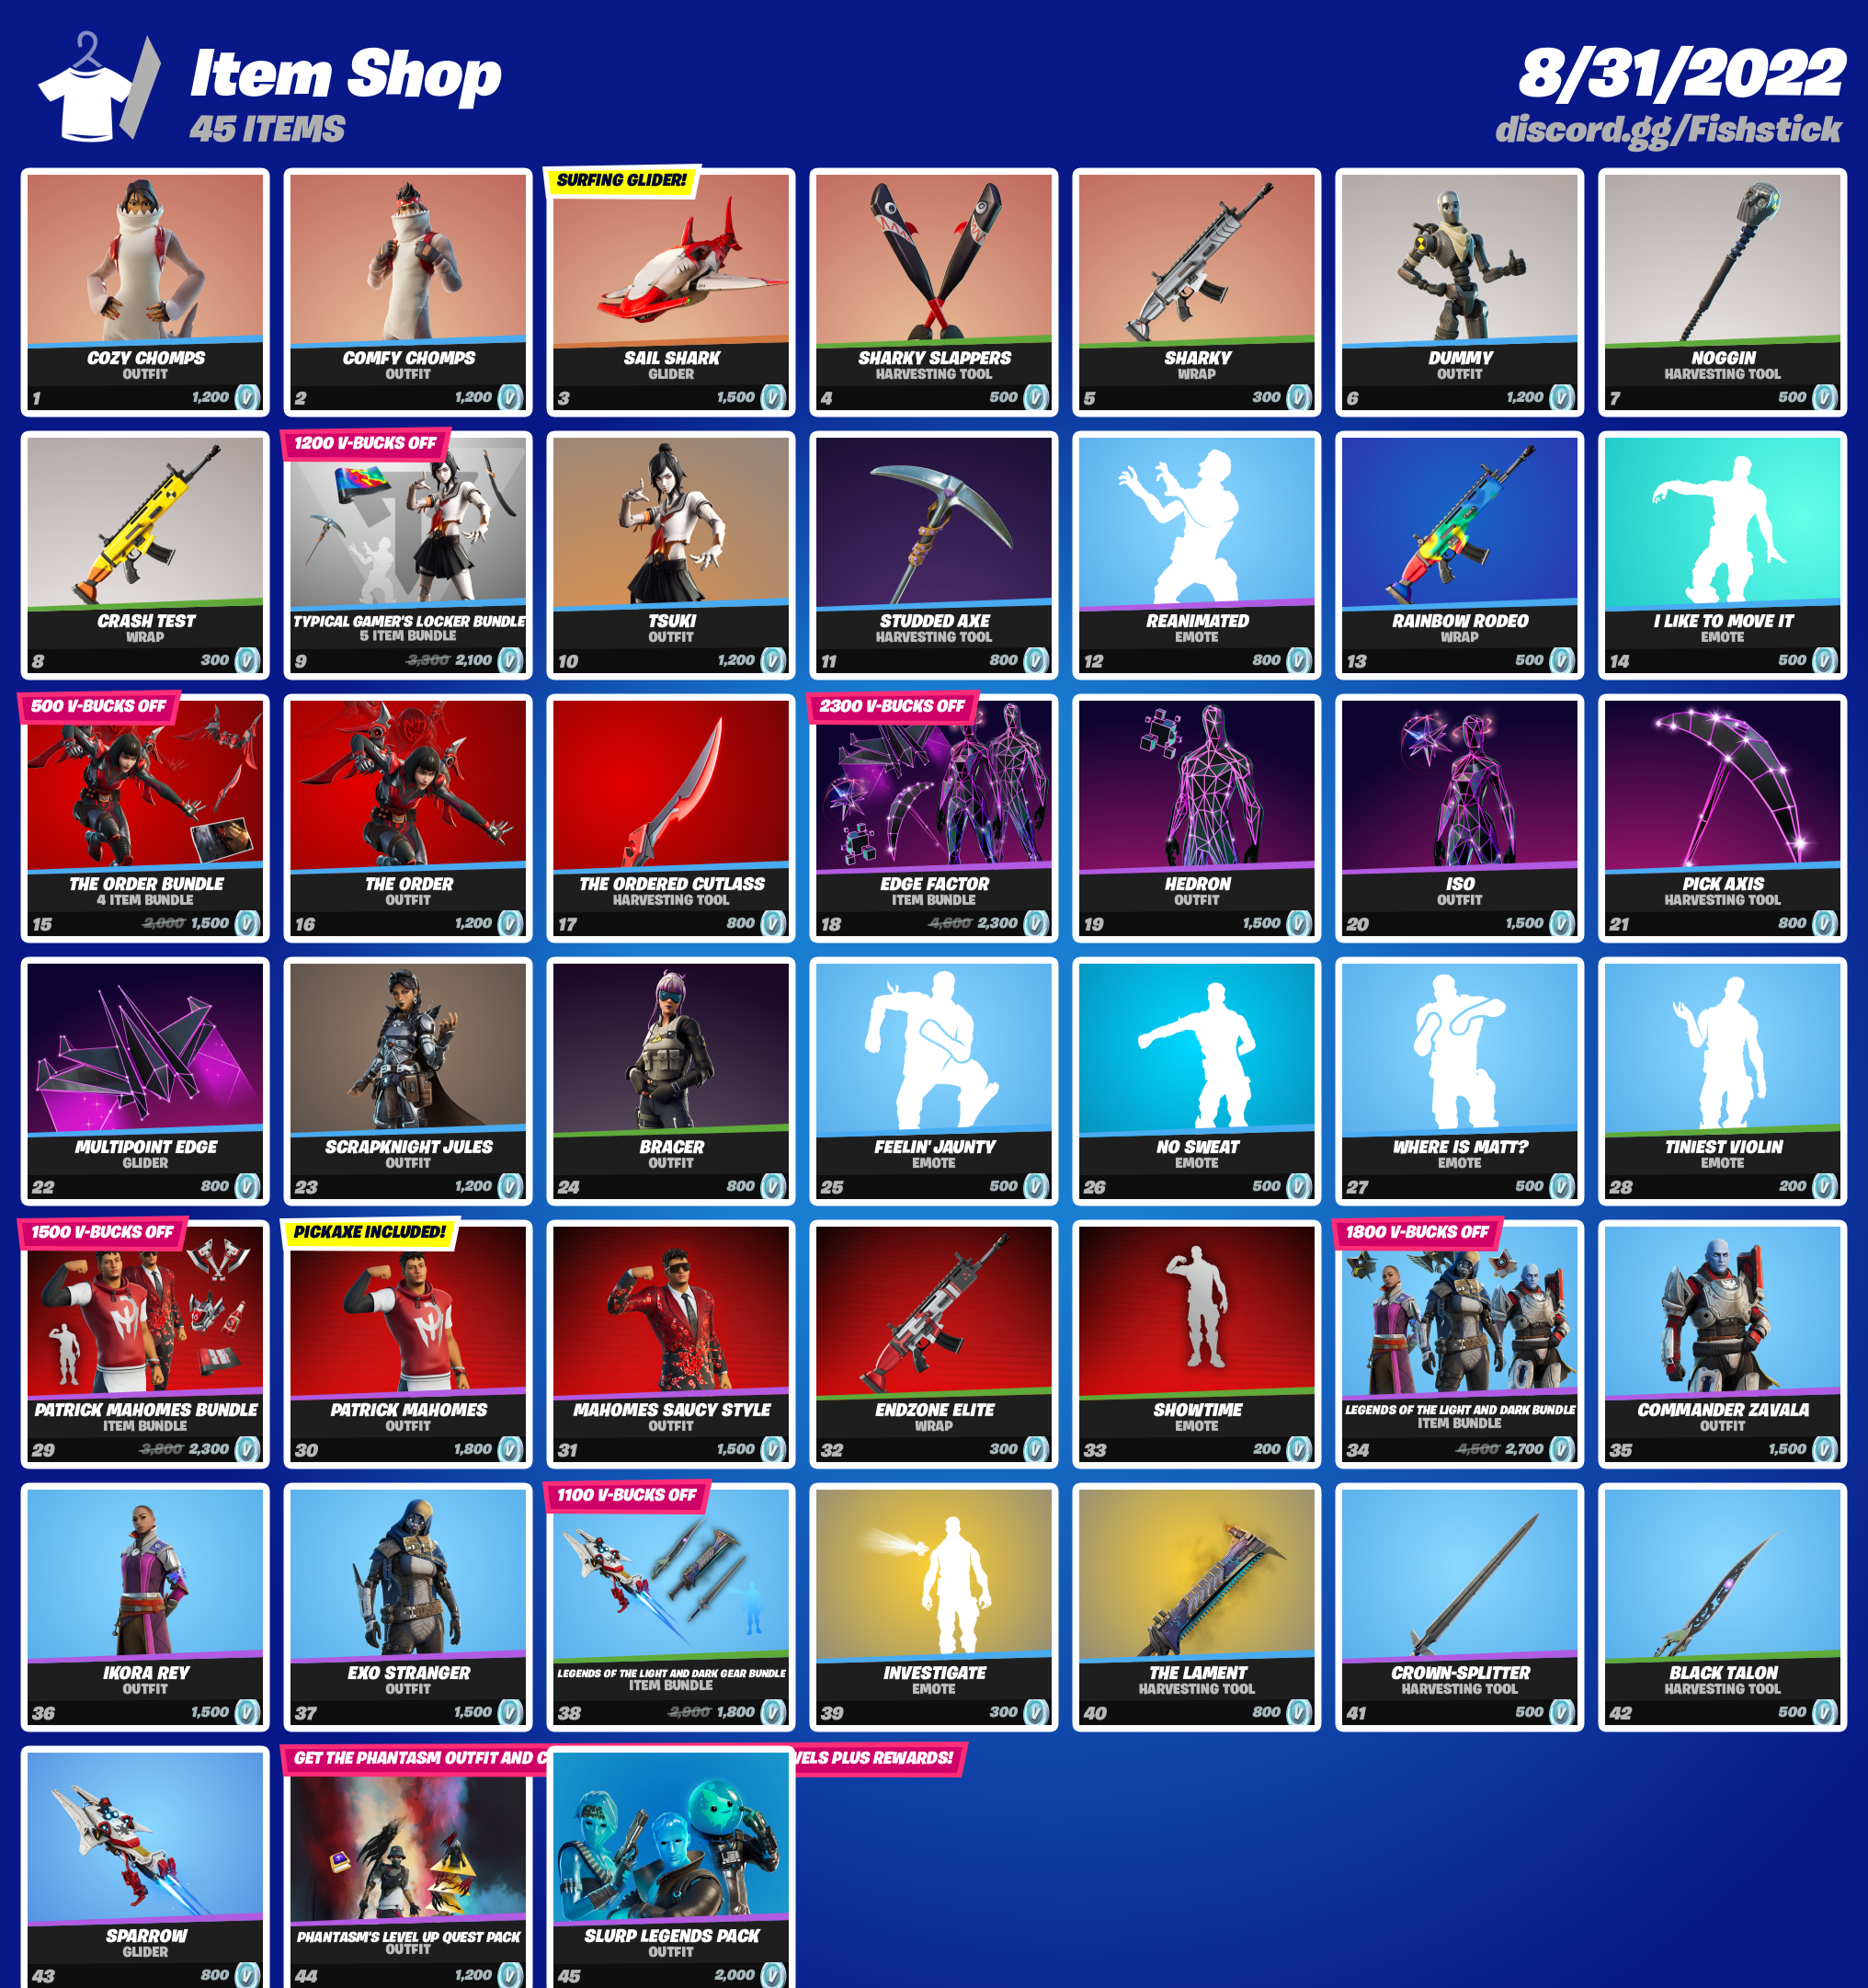 Item Shop
45 ITEMS
8/31/2022
discord.gg/Fishstick
COZY CHOMPS
OUTFIT
1 1,200
COMFY CHOMPS
OUTFIT
2 1,200
SURFING GLIDER!
SAIL SHARK
GLIDER
3 1,500
SHARKY SLAPPERS
HARVESTING TOOL
4 500
SHARKY
WRAP
5 300
DUMMY
OUTFIT
6 1,200
NOGGIN
HARVESTING TOOL
7 500
CRASH TEST
WRAP
8 300
1200 V-BUCKS OFF
TYPICAL GAMER'S LOCKER BUNDLE
5 ITEM BUNDLE
9 3,300 2,100
TSUKI
OUTFIT
10 1,200
STUDDED AXE
HARVESTING TOOL
11 800
REANIMATED
EMOTE
12 800
RAINBOW RODEO
WRAP
13 500
I LIKE TO MOVE IT
EMOTE
14 500
500 V-BUCKS OFF
THE ORDER BUNDLE
4 ITEM BUNDLE
15 2,000 1,500
THE ORDER
OUTFIT
16 1,200
THE ORDERED CUTLASS
HARVESTING TOOL
17 800
2300 V-BUCKS OFF
EDGE FACTOR
ITEM BUNDLE
18 4,600 2,300
HEDRON
OUTFIT
19 1,500
ISO
OUTFIT
20 1,500
PICK AXIS
HARVESTING TOOL
21 800
MULTIPOINT EDGE
GLIDER
22 800
SCRAPKNIGHT JULES
OUTFIT
23 1,200
BRACER
OUTFIT
24 800
FEELIN' JAUNTY
EMOTE
25 500
NO SWEAT
EMOTE
26 500
WHERE IS MATT?
EMOTE
27 500
TINIEST VIOLIN
EMOTE
28 200
1500 V-BUCKS OFF
PATRICK MAHOMES BUNDLE
ITEM BUNDLE
29 3,800 2,300
PICKAXE INCLUDED!
PATRICK MAHOMES
OUTFIT
30 1,800
MAHOMES SAUCY STYLE
OUTFIT
31 1,500
ENDZONE ELITE
WRAP
32 300
SHOWTIME
EMOTE
33 200
1800 V-BUCKS OFF
LEGENDS OF THE LIGHT AND DARK BUNDLE
ITEM BUNDLE
34 4,500 2,700
COMMANDER ZAVALA
OUTFIT
35 1,500
IKORA REY
OUTFIT
36 1,500
EXO STRANGER
OUTFIT
37 1,500
1100 V-BUCKS OFF
LEGENDS OF THE LIGHT AND DARK GEAR BUNDLE
ITEM BUNDLE
38 2,900 1,800
INVESTIGATE
EMOTE
39 300
THE LAMENT
HARVESTING TOOL
40 800
CROWN-SPLITTER
HARVESTING TOOL
41 500
BLACK TALON
HARVESTING TOOL
42 500
SPARROW
GLIDER
43 800
GET THE PHANTASM OUTFIT AND C VELS PLUS REWARDS!
PHANTASM'S LEVEL UP QUEST PACK
OUTFIT
44 1,200
SLURP LEGENDS PACK
OUTFIT
45 2,000